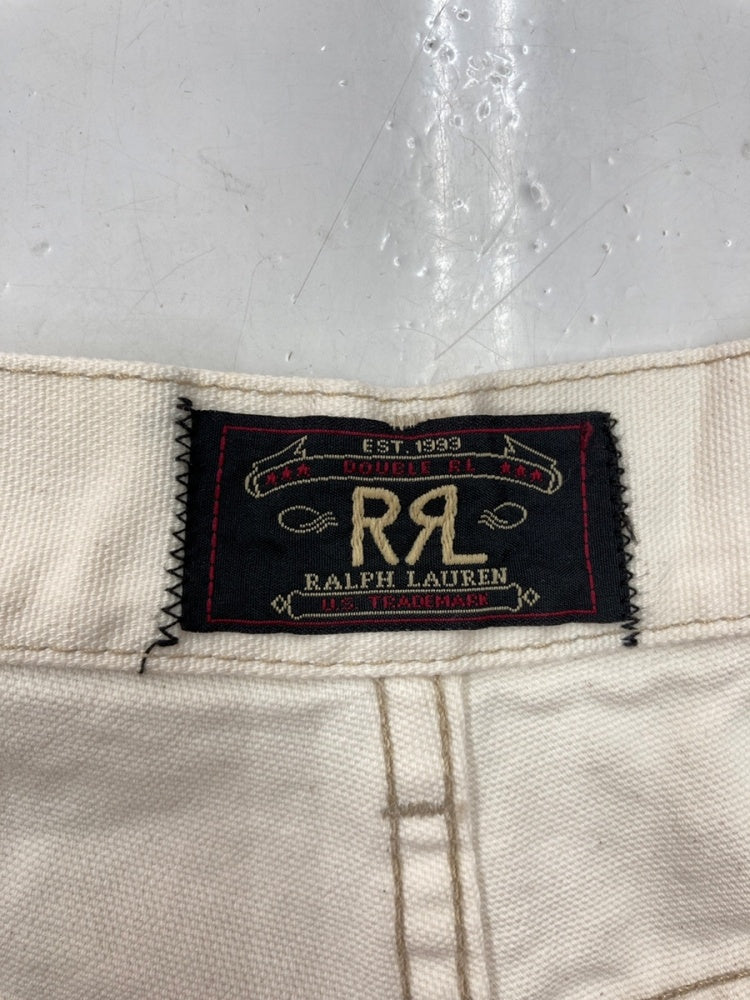 EST. 1993
DOUBLE RL
RRL
RALPH LAUREN
U.S. TRADEMARK